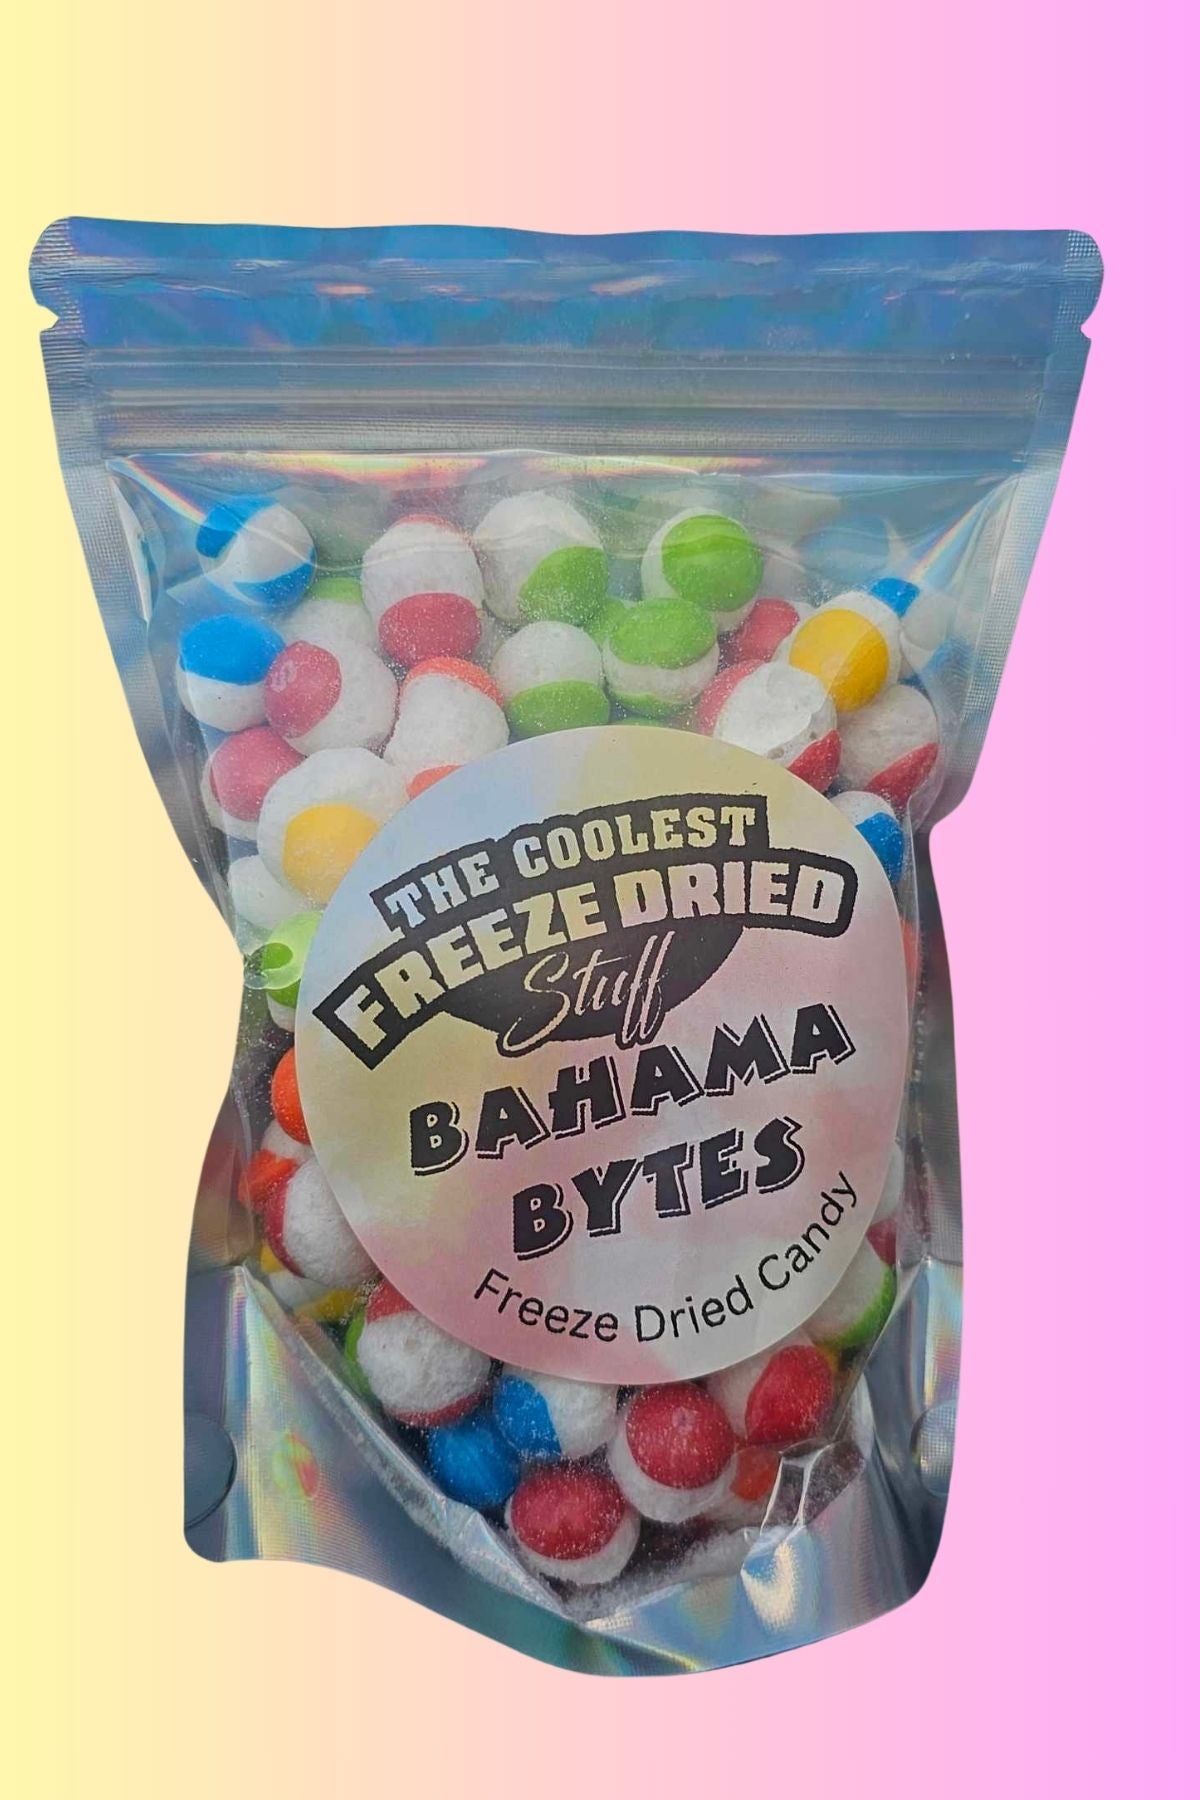 THE COOLEST
FREEZE DRIED
Stuff
BAHAMA
BYTES
Freeze Dried Candy